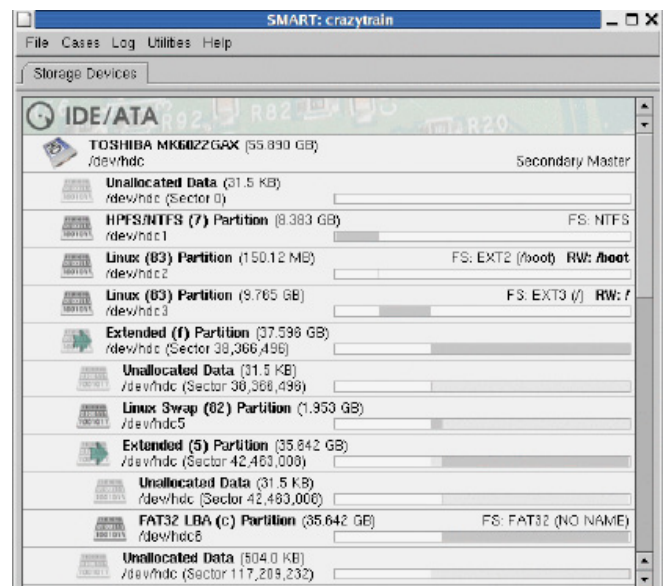 SMART: crazytrain
File Cases Log Utilities Help
Storage Devices
IDE/ATA
R92 R82 R20
TOSHIBA MK6022GAX (55.890 GB)
/dev/hdc Secondary Master
Unallocated Data (31.5 KB)
/dev/hdc (Sector 0)
HPFS/NTFS (7) Partition (8.383 GB) FS: NTFS
/dev/hdc1
Linux (83) Partition (150.12 MB) FS: EXT2 (/boot) RW: /boot
/dev/hdc2
Linux (83) Partition (9.765 GB) FS: EXT3 (/) RW: /
/dev/hdc3
Extended (f) Partition (37.596 GB)
/dev/hdc (Sector 38,366,496)
Unallocated Data (31.5 KB)
/dev/hdc (Sector 38,366,496)
Linux Swap (82) Partition (1.953 GB)
/dev/hdc5
Extended (5) Partition (35.642 GB)
/dev/hdc (Sector 42,463,008)
Unallocated Data (31.5 KB)
/dev/hdc (Sector 42,463,008)
FAT32 LBA (c) Partition (35.642 GB) FS: FAT32 (NO NAME)
/dev/hdc6
Unallocated Data (504.0 KB)
/dev/hdc (Sector 117,209,232)